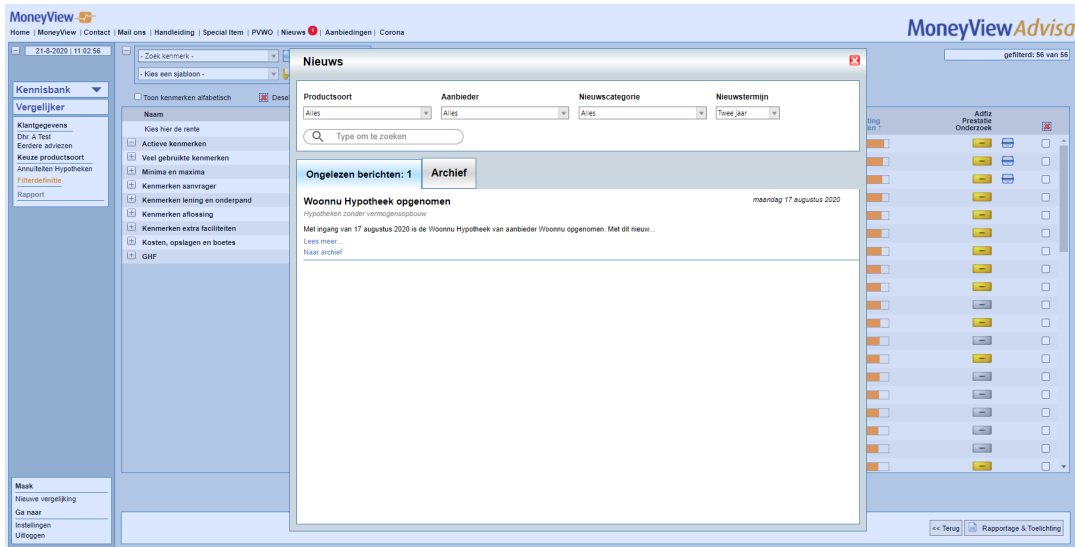 MoneyView
Home | MoneyView | Contact | Mail ons | Handleiding | Special Item | PVWO | Nieuws 1 | Aanbiedingen | Corona
MoneyView Advisa
21-8-2020 | 11:02:56
- Zoek kenmerk -
- Kies een sjabloon -
gefilterd: 56 van 56
Kennisbank
Vergelijker
Klantgegevens
Dhr. A Test
Eerdere adviezen
Keuze productsoort
Annuïteiten Hypotheken
Filterdefinitie
Rapport
Toon kenmerken alfabetisch
Naam
Kies hier de rente
Actieve kenmerken
Veel gebruikte kenmerken
Minima en maxima
Kenmerken aanvrager
Kenmerken lening en onderpand
Kenmerken aflossing
Kenmerken extra faciliteiten
Kosten, opslagen en boetes
GHF
Nieuws
Productsoort Aanbieder Nieuwscategorie Nieuwstermijn
Alles Alles Alles Twee jaar
Type om te zoeken
Ongelezen berichten: 1 Archief
Woonnu Hypotheek opgenomen maandag 17 augustus 2020
Hypotheken zonder vermogensopbouw
Met ingang van 17 augustus 2020 is de Woonnu Hypotheek van aanbieder Woonnu opgenomen. Met dit nieuw...
Lees meer...
Naar archief
Adfiz
Prestatie
Onderzoek
Maak
Nieuwe vergelijking
Ga naar
Instellingen
Uitloggen
<< Terug Rapportage & Toelichting